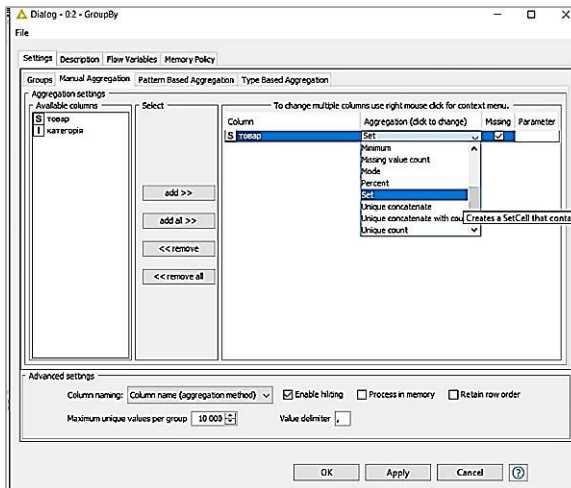 Dialog - 0:2 - GroupBy
File
Settings Description Flow Variables Memory Policy
Groups Manual Aggregation Pattern Based Aggregation Type Based Aggregation
Aggregation settings
Available columns
S товар
I категорія
Select
add >>
add all >>
<< remove
<< remove all
To change multiple columns use right mouse click for context menu.
Column Aggregation (click to change) Missing Parameter
S товар Set
Minimum
Missing value count
Mode
Percent
Set
Unique concatenate
Unique concatenate with cou
Creates a SetCell that conta
Unique count
Advanced settings
Column naming: Column name (aggregation method) Enable hiliting Process in memory Retain row order
Maximum unique values per group 10 000 Value delimiter ,
OK Apply Cancel ?